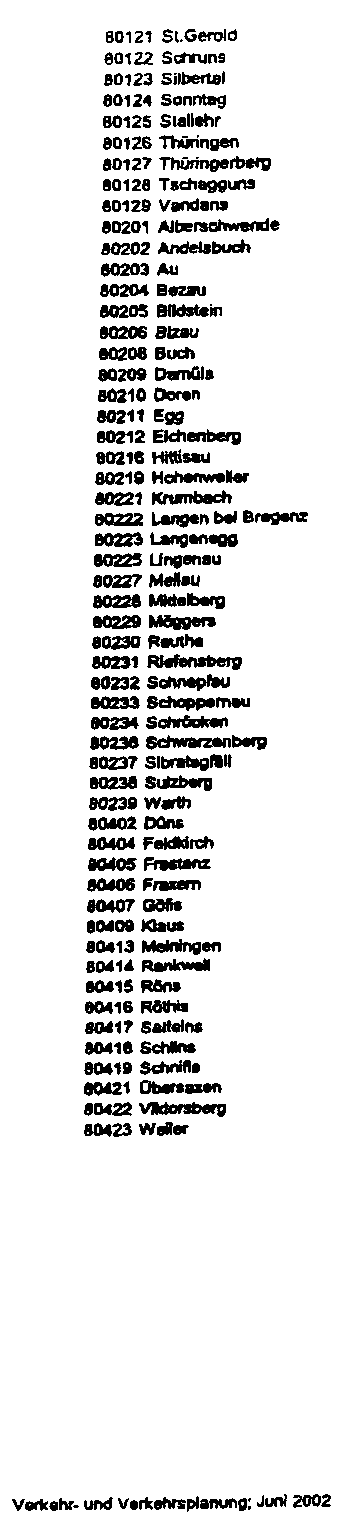 80121 St.Gerold
80122 Schruns
80123 Silbertal
80124 Sonntag
80125 Stallehr
80126 Thüringen
80127 Thüringerberg
80128 Tschagguns
80129 Vandans
80201 Alberschwende
80202 Andelsbuch
80203 Au
80204 Bezau
80205 Bildstein
80206 Bizau
80208 Buch
80209 Damüls
80210 Doren
80211 Egg
80212 Eichenberg
80216 Hittisau
80219 Hohenweiler
80221 Krumbach
80222 Langen bei Bregenz
80223 Langenegg
80225 Lingenau
80227 Mellau
80228 Mittelberg
80229 Möggers
80230 Reuthe
80231 Riefensberg
80232 Schnepfau
80233 Schoppernau
80234 Schröcken
80236 Schwarzenberg
80237 Sibratsgfäll
80238 Sulzberg
80239 Warth
80402 Düns
80404 Feldkirch
80405 Frastanz
80406 Fraxern
80407 Göfis
80409 Klaus
80413 Meiningen
80414 Rankweil
80415 Röns
80416 Röthis
80417 Satteins
80418 Schlins
80419 Schnifis
80421 Übersaxen
80422 Viktorsberg
80423 Weiler
Verkehr- und Verkehrsplanung; Juni 2002